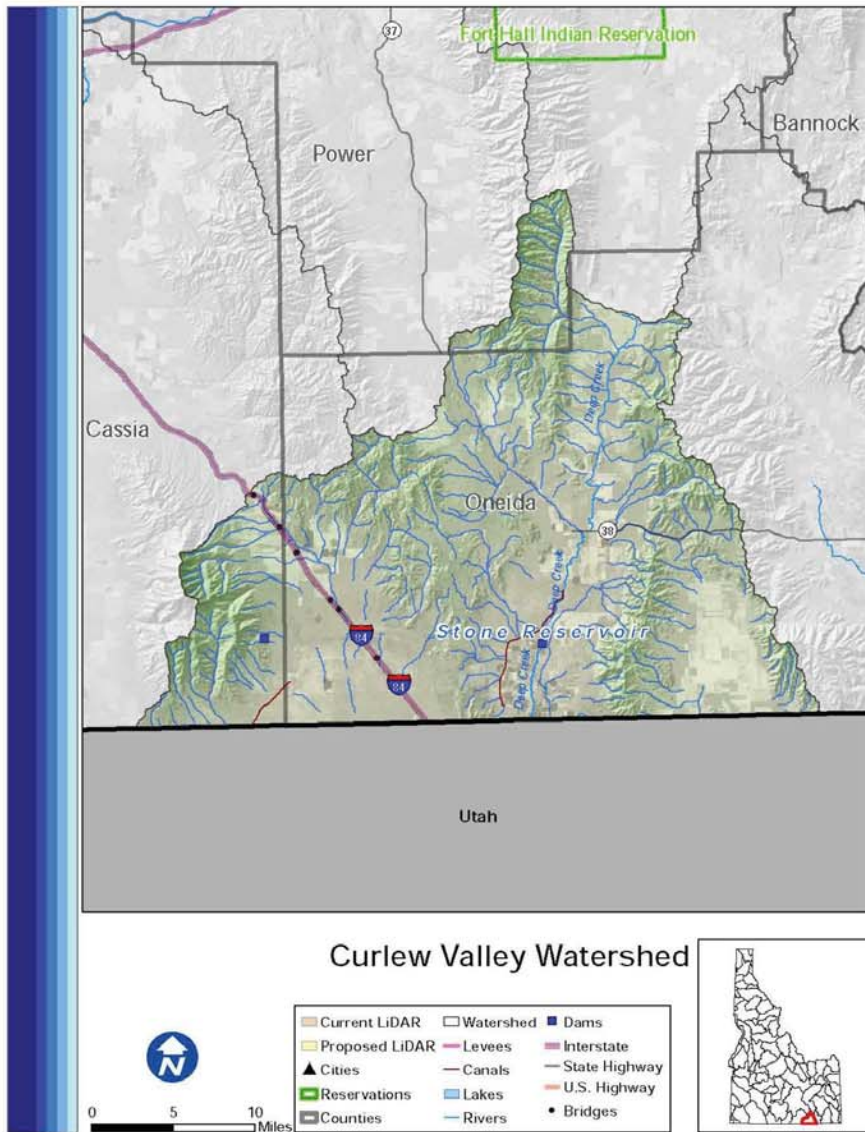 37
Fort Hall Indian Reservation
Bannock
Power
Deep Creek
Cassia
Oneida
38
Deep Creek
Stone Reservoir
84
84
Deep Creek
Utah
Curlew Valley Watershed
N
0 5 10
Miles
Current LiDAR
Proposed LiDAR
Cities
Reservations
Counties
Watershed
Levees
Canals
Lakes
Rivers
Dams
Interstate
State Highway
U.S. Highway
Bridges